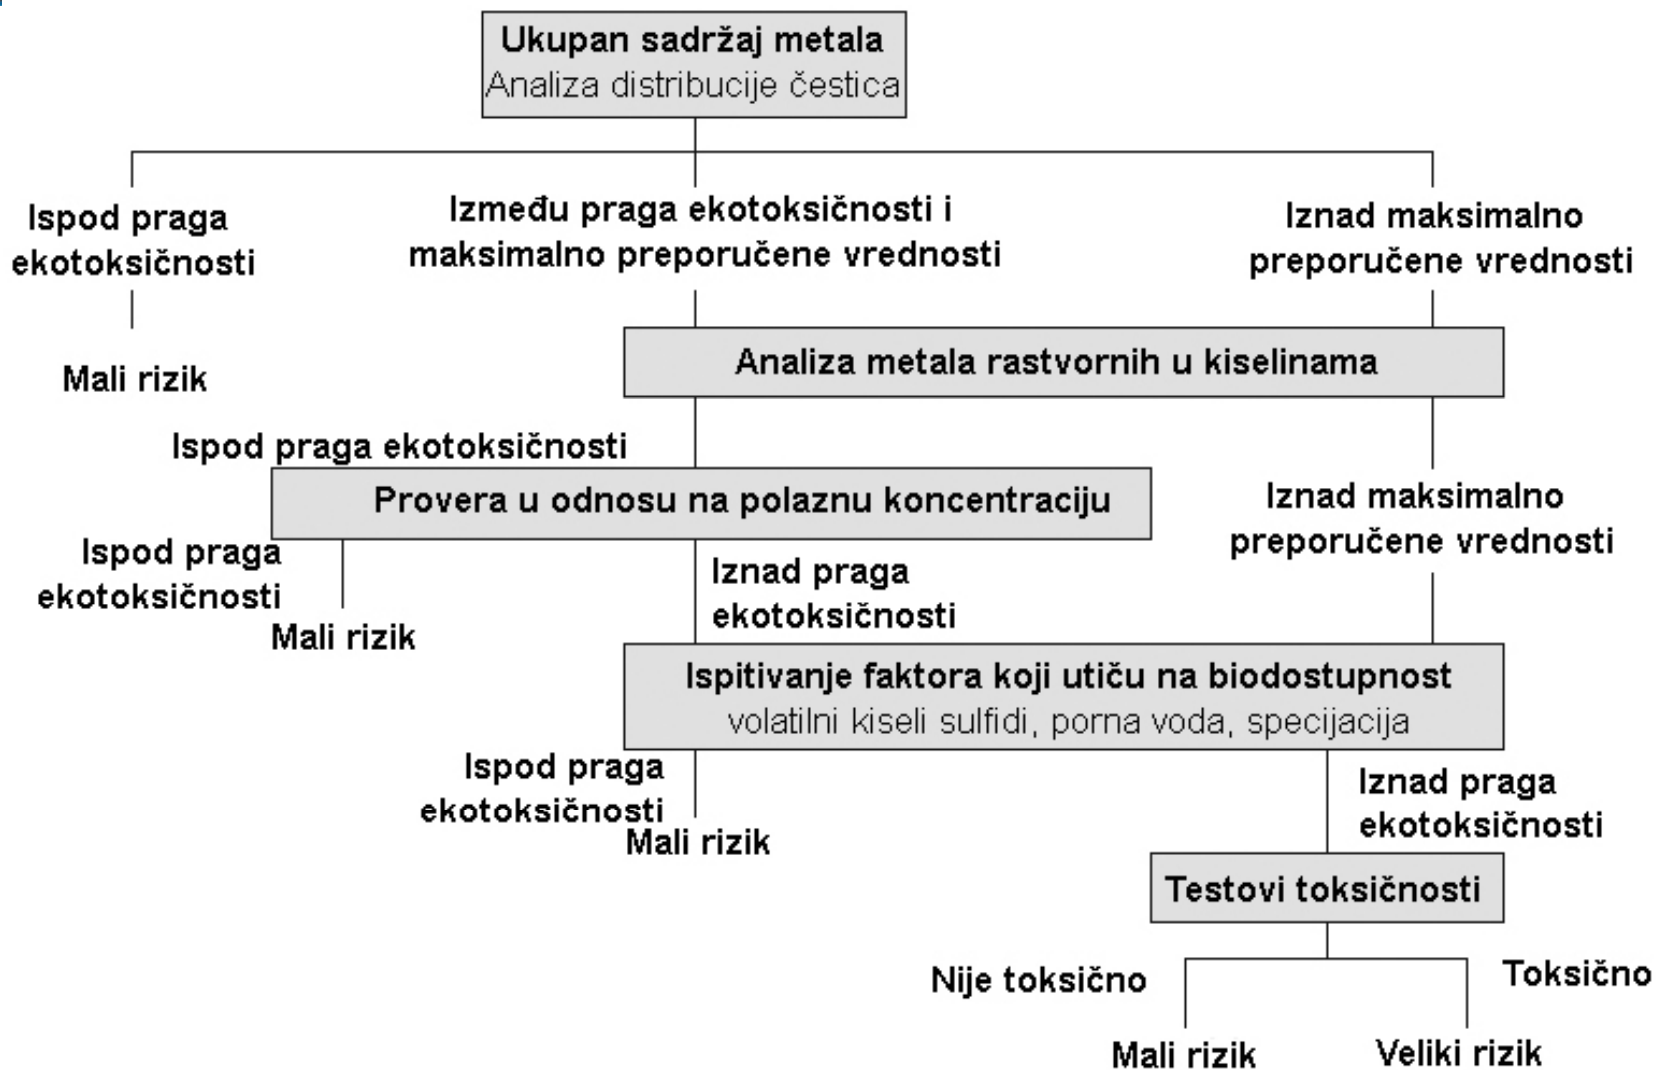 Ukupan sadržaj metala
Analiza distribucije čestica
Ispod praga
ekotoksičnosti
Između praga ekotoksičnosti i
maksimalno preporučene vrednosti
Iznad maksimalno
preporučene vrednosti
Mali rizik
Analiza metala rastvornih u kiselinama
Ispod praga ekotoksičnosti
Provera u odnosu na polaznu koncentraciju
Iznad maksimalno
preporučene vrednosti
Ispod praga
ekotoksičnosti
Mali rizik
Iznad praga
ekotoksičnosti
Ispitivanje faktora koji utiču na biodostupnost
volatilni kiseli sulfidi, porna voda, specijacija
Ispod praga
ekotoksičnosti
Mali rizik
Iznad praga
ekotoksičnosti
Testovi toksičnosti
Nije toksično
Toksično
Mali rizik
Veliki rizik